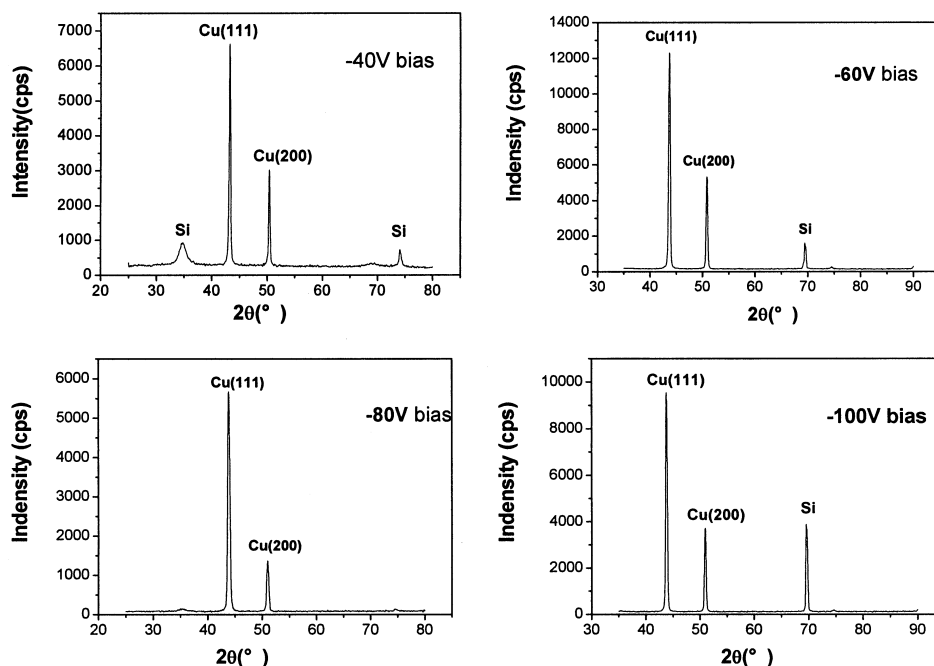 Cu(111)
-40V bias
Cu(200)
Si
Si
Intensity(cps)
7000
6000
5000
4000
3000
2000
1000
0
20 30 40 50 60 70 80
2θ(° )
Cu(111)
-60V bias
Cu(200)
Si
Indensity (cps)
14000
12000
10000
8000
6000
4000
2000
0
30 40 50 60 70 80 90
2θ(° )
Cu(111)
-80V bias
Cu(200)
Indensity (cps)
6000
5000
4000
3000
2000
1000
0
20 30 40 50 60 70 80
2θ(° )
Cu(111)
-100V bias
Cu(200)
Si
Indensity (cps)
10000
8000
6000
4000
2000
0
30 40 50 60 70 80 90
2θ(° )